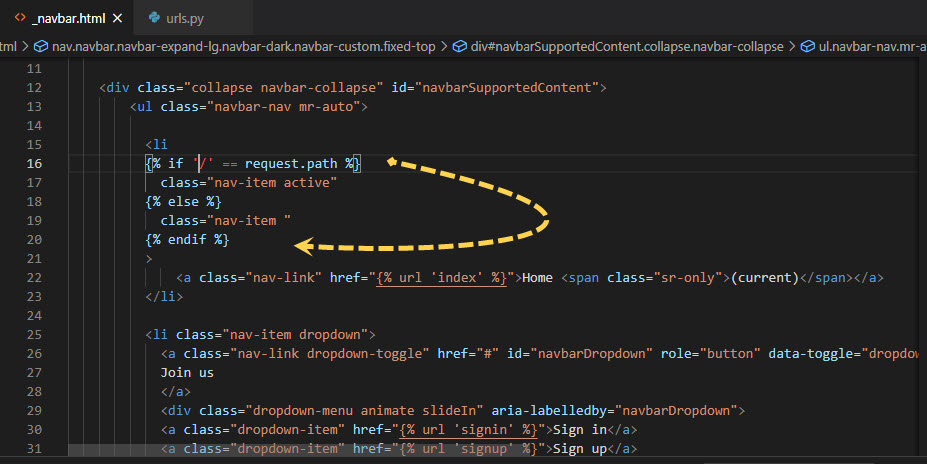 _navbar.html urls.py
tml > nav.navbar.navbar-expand-lg.navbar-dark.navbar-custom.fixed-top > div#navbarSupportedContent.collapse.navbar-collapse > ul.navbar-nav.mr-a
11
12 <div class="collapse navbar-collapse" id="navbarSupportedContent">
13 <ul class="navbar-nav mr-auto">
14
15 <li
16 {% if '/' == request.path %}
17 class="nav-item active"
18 {% else %}
19 class="nav-item "
20 {% endif %}
21 >
22 <a class="nav-link" href="{% url 'index' %}">Home <span class="sr-only">(current)</span></a>
23 </li>
24
25 <li class="nav-item dropdown">
26 <a class="nav-link dropdown-toggle" href="#" id="navbarDropdown" role="button" data-toggle="dropdow
27 Join us
28 </a>
29 <div class="dropdown-menu animate slideIn" aria-labelledby="navbarDropdown">
30 <a class="dropdown-item" href="{% url 'signin' %}">Sign in</a>
31 <a class="dropdown-item" href="{% url 'signup' %}">Sign up</a>